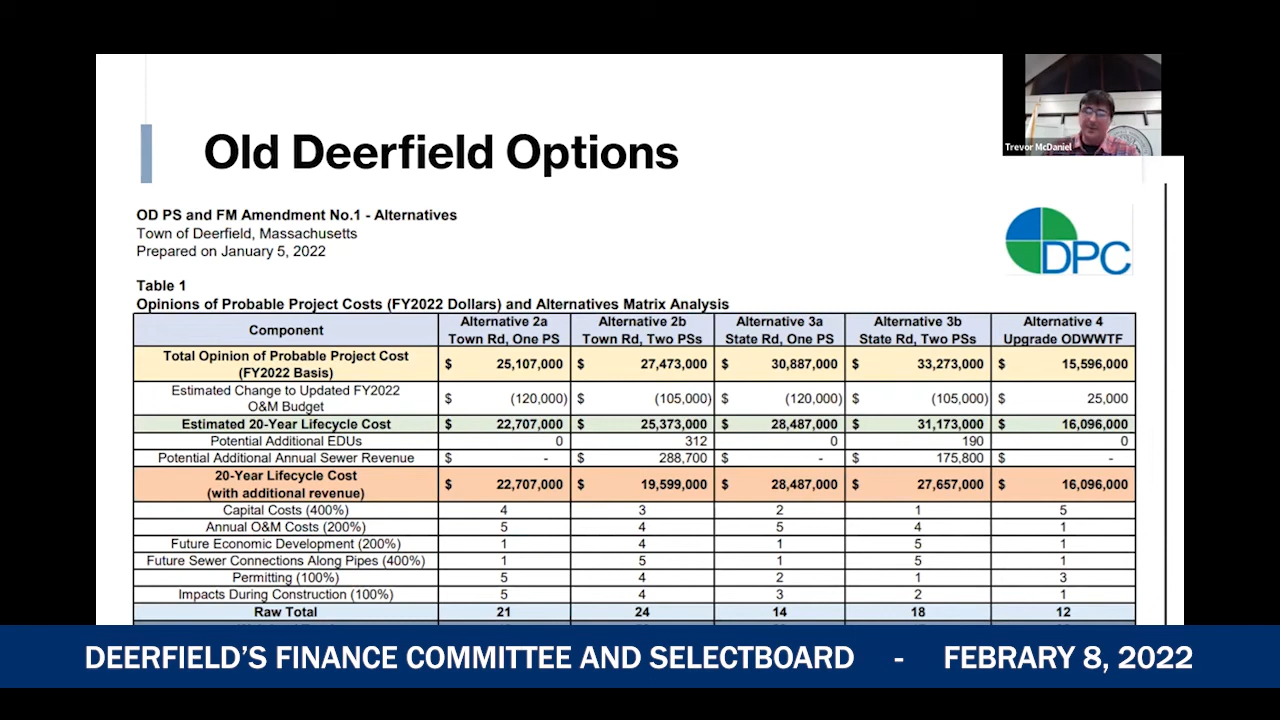 Trevor McDaniel
Old Deerfield Options
OD PS and FM Amendment No.1 - Alternatives
Town of Deerfield, Massachusetts
Prepared on January 5, 2022
DPC
Table 1
Opinions of Probable Project Costs (FY2022 Dollars) and Alternatives Matrix Analysis
Component Alternative 2a Town Rd, One PS Alternative 2b Town Rd, Two PSs Alternative 3a State Rd, One PS Alternative 3b State Rd, Two PSs Alternative 4 Upgrade ODWWTF
Total Opinion of Probable Project Cost (FY2022 Basis) $ 25,107,000 $ 27,473,000 $ 30,887,000 $ 33,273,000 $ 15,596,000
Estimated Change to Updated FY2022 O&M Budget $ (120,000) $ (105,000) $ (120,000) $ (105,000) $ 25,000
Estimated 20-Year Lifecycle Cost $ 22,707,000 $ 25,373,000 $ 28,487,000 $ 31,173,000 $ 16,096,000
Potential Additional EDUs 0 312 0 190 0
Potential Additional Annual Sewer Revenue $ - $ 288,700 $ - $ 175,800 $ -
20-Year Lifecycle Cost (with additional revenue) $ 22,707,000 $ 19,599,000 $ 28,487,000 $ 27,657,000 $ 16,096,000
Capital Costs (400%) 4 3 2 1 5
Annual O&M Costs (200%) 5 4 5 4 1
Future Economic Development (200%) 1 4 1 5 1
Future Sewer Connections Along Pipes (400%) 1 5 1 5 1
Permitting (100%) 5 4 2 1 3
Impacts During Construction (100%) 5 4 3 2 1
Raw Total 21 24 14 18 12
DEERFIELD'S FINANCE COMMITTEE AND SELECTBOARD - FEBRARY 8, 2022